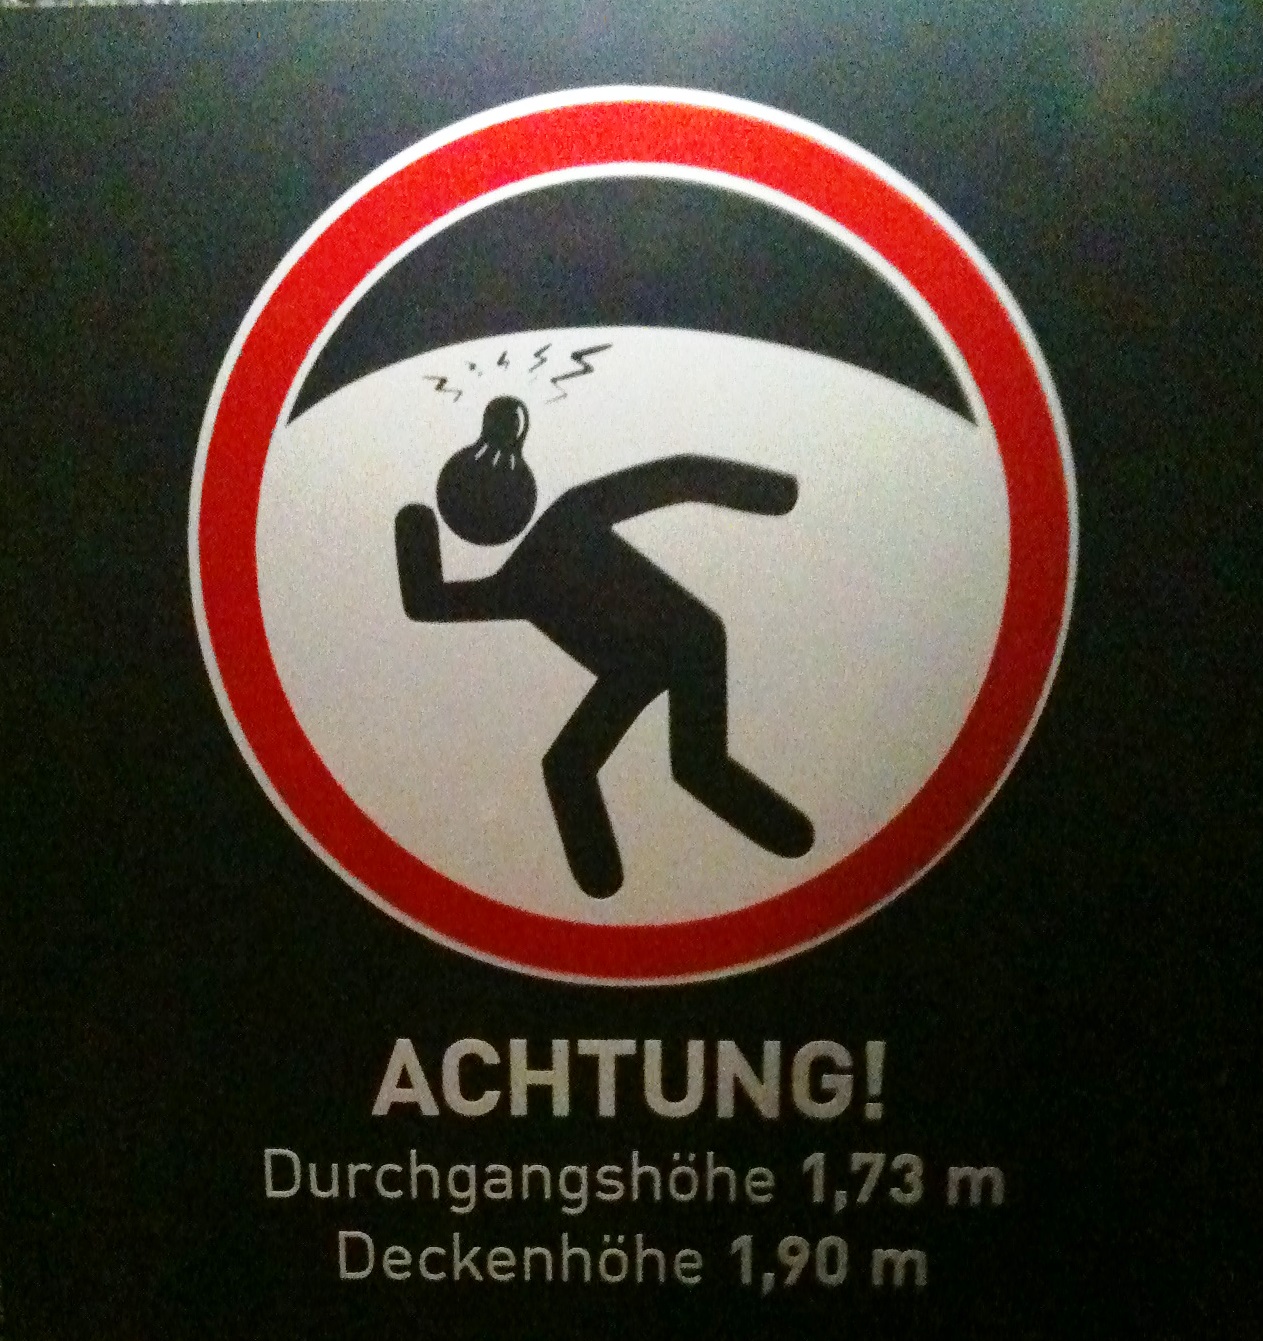 ACHTUNG!
Durchgangshöhe 1,73 m
Deckenhöhe 1,90 m